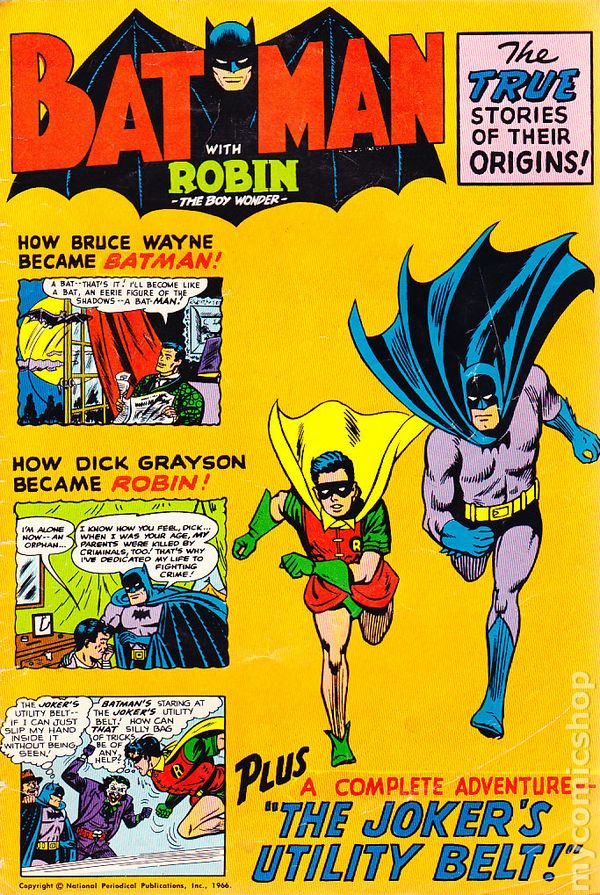 BATMAN
WITH
ROBIN
-THE BOY WONDER-
The
TRUE
STORIES
OF THEIR
ORIGINS!
HOW BRUCE WAYNE
BECAME BATMAN!
A BAT--THAT'S IT! I'LL BECOME LIKE
A BAT, AN EERIE FIGURE OF THE
SHADOWS--A BAT-MAN!
HOW DICK GRAYSON
BECAME ROBIN!
I'M ALONE
NOW--AN
ORPHAN...
I KNOW HOW YOU FEEL, DICK...
WHEN I WAS YOUR AGE, MY
PARENTS WERE KILLED BY
CRIMINALS, TOO! THAT'S WHY
I'VE DEDICATED MY LIFE TO
FIGHTING
CRIME!
THE JOKER'S
UTILITY BELT--
IF I CAN JUST
SLIP MY HAND
INSIDE IT
WITHOUT BEING
SEEN!
BATMAN'S STARING AT
THE JOKER'S UTILITY
BELT! HOW CAN
THAT SILLY BAG
OF TRICKS
BE OF
ANY
HELP?
R
R
PLUS
A COMPLETE ADVENTURE--
"THE JOKER'S
UTILITY BELT!"
Copyright © National Periodical Publications, Inc., 1966.
mycomicshop